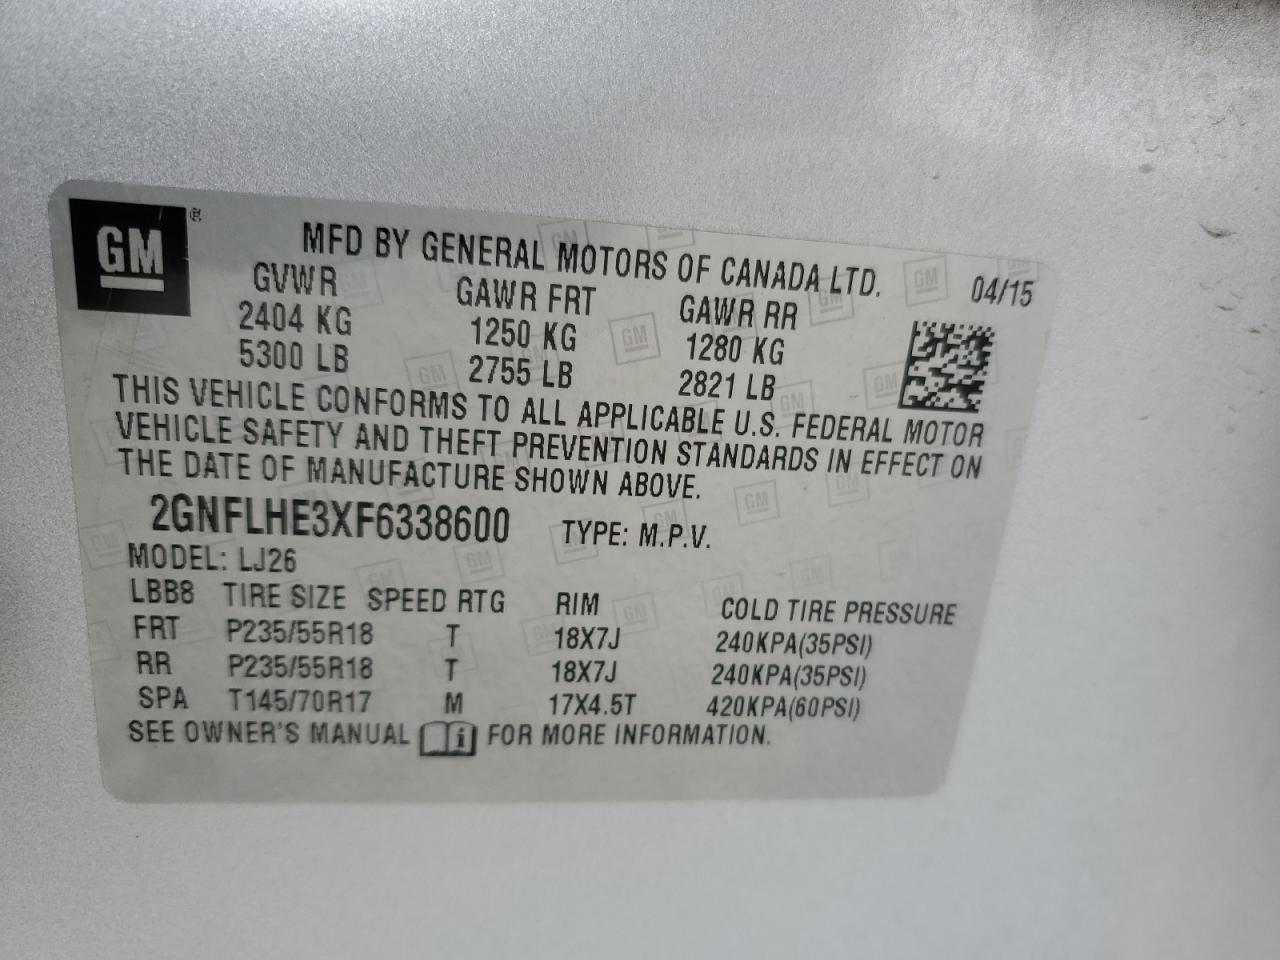 GM ®
MFD BY GENERAL MOTORS OF CANADA LTD.
04/15
GVWR GAWR FRT GAWR RR
2404 KG 1250 KG 1280 KG
5300 LB 2755 LB 2821 LB
THIS VEHICLE CONFORMS TO ALL APPLICABLE U.S. FEDERAL MOTOR
VEHICLE SAFETY AND THEFT PREVENTION STANDARDS IN EFFECT ON
THE DATE OF MANUFACTURE SHOWN ABOVE.
2GNFLHE3XF6338600 TYPE: M.P.V.
MODEL: LJ26
LBB8 TIRE SIZE SPEED RTG RIM COLD TIRE PRESSURE
FRT P235/55R18 T 18X7J 240KPA(35PSI)
RR P235/55R18 T 18X7J 240KPA(35PSI)
SPA T145/70R17 M 17X4.5T 420KPA(60PSI)
SEE OWNER'S MANUAL i FOR MORE INFORMATION.